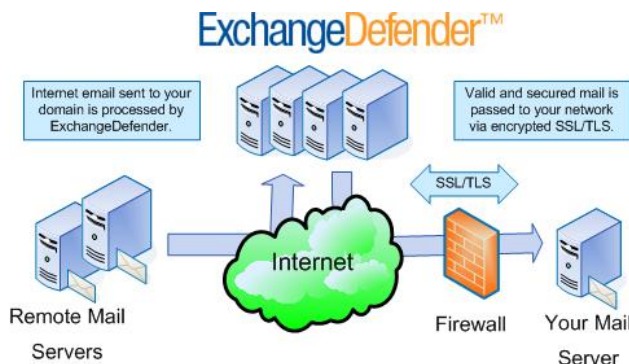 ExchangeDefender™
Internet email sent to your
domain is processed by
ExchangeDefender.
Valid and secured mail is
passed to your network
via encrypted SSL/TLS.
SSL/TLS
Internet
Remote Mail
Servers
Firewall
Your Mail
Server